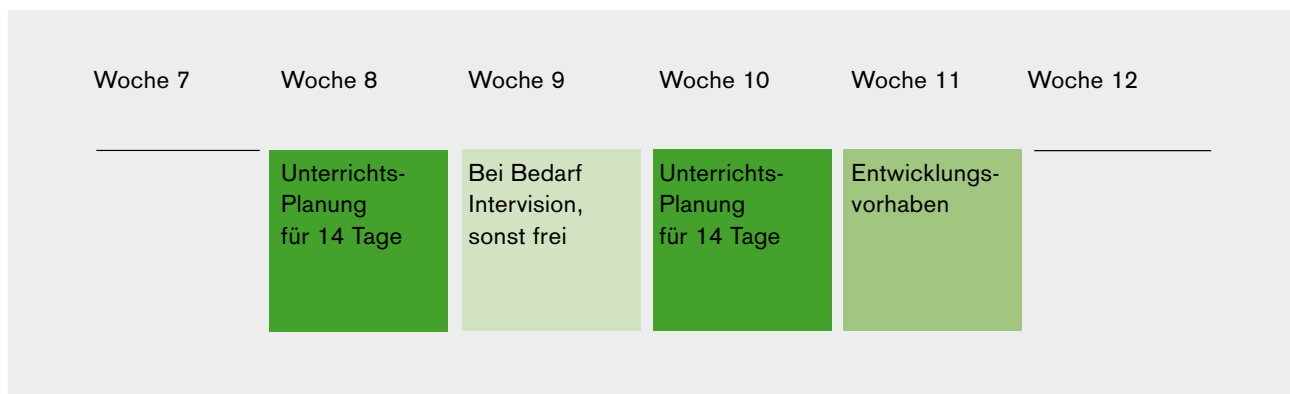 Woche 7
Woche 8
Woche 9
Woche 10
Woche 11
Woche 12
Unterrichts-
Planung
für 14 Tage
Bei Bedarf
Intervision,
sonst frei
Unterrichts-
Planung
für 14 Tage
Entwicklungs-
vorhaben